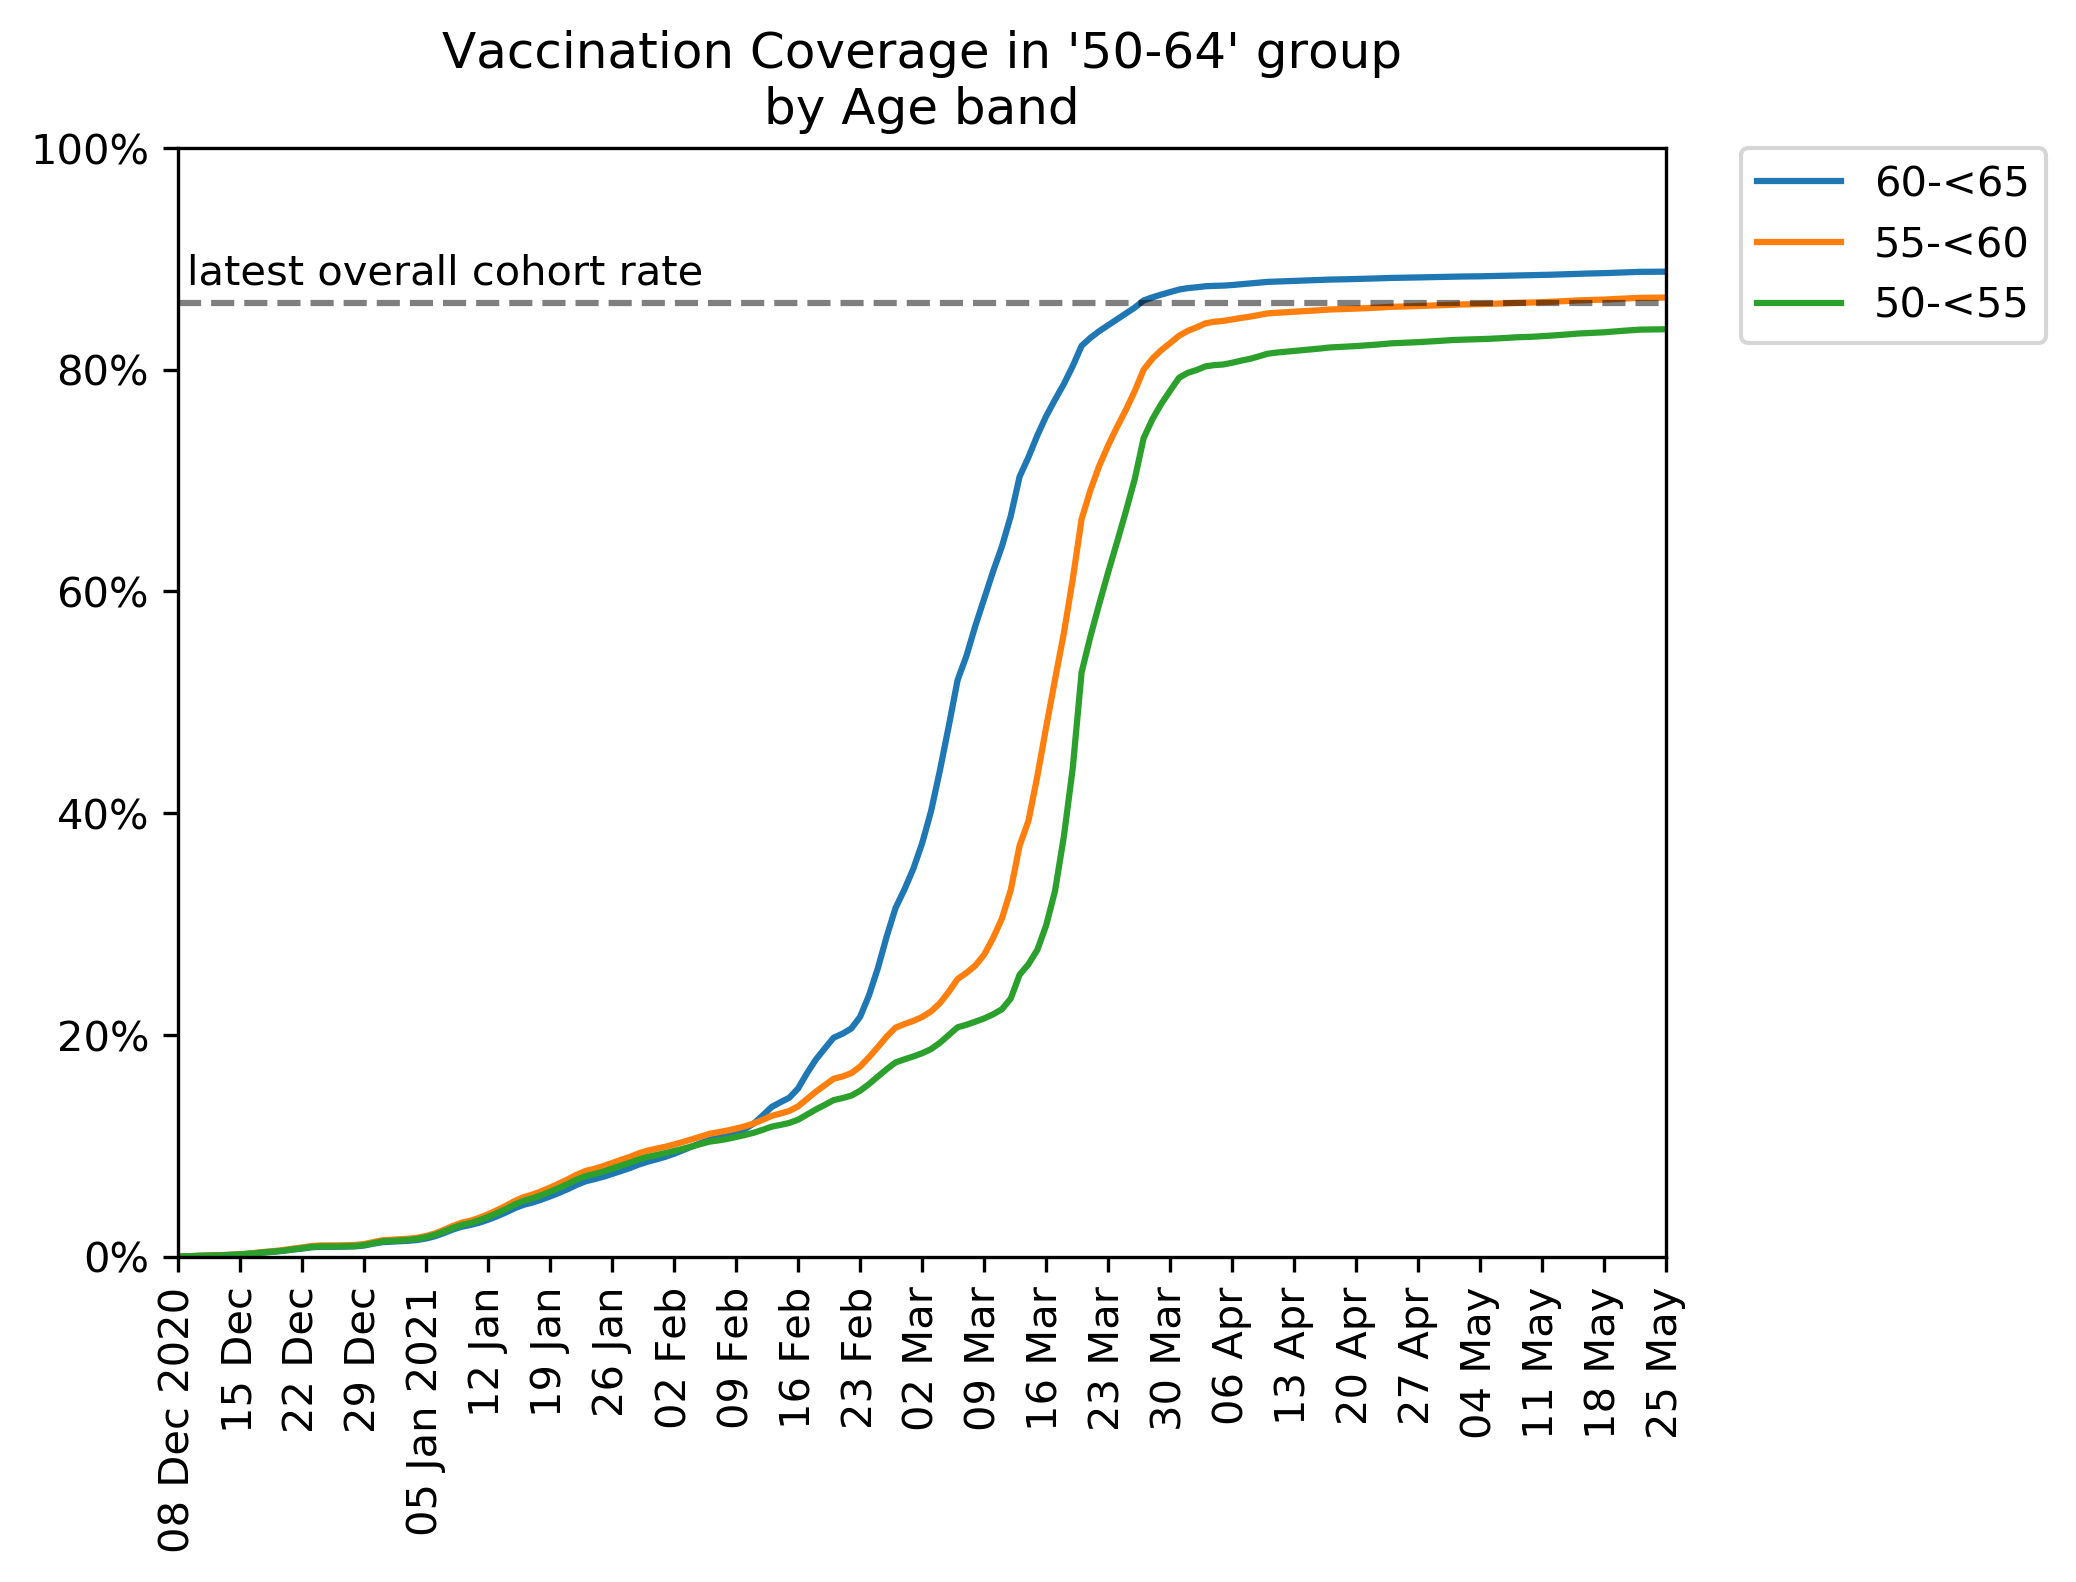 Vaccination Coverage in '50-64' group
by Age band
100%
80%
60%
40%
20%
0%
latest overall cohort rate
60-<65
55-<60
50-<55
08 Dec 2020
15 Dec
22 Dec
29 Dec
05 Jan 2021
12 Jan
19 Jan
26 Jan
02 Feb
09 Feb
16 Feb
23 Feb
02 Mar
09 Mar
16 Mar
23 Mar
30 Mar
06 Apr
13 Apr
20 Apr
27 Apr
04 May
11 May
18 May
25 May